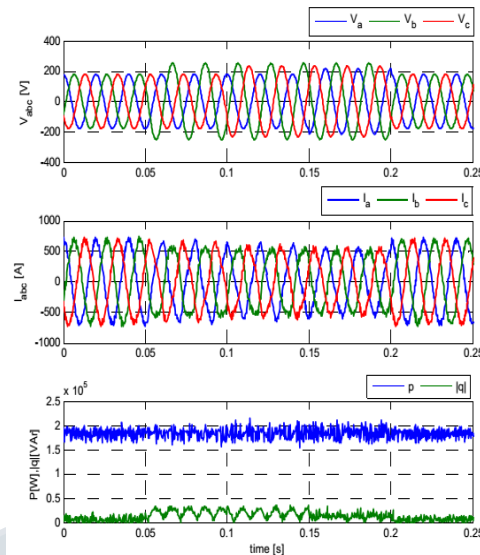 V_a V_b V_c
400
200
0
-200
-400
V_abc [V]
0 0.05 0.1 0.15 0.2 0.25
I_a I_b I_c
1000
500
0
-500
-1000
I_abc [A]
0 0.05 0.1 0.15 0.2 0.25
p |q|
x 10^5
2.5
2
1.5
1
0.5
0
P[W],|q|[VAr]
0 0.05 0.1 0.15 0.2 0.25
time [s]